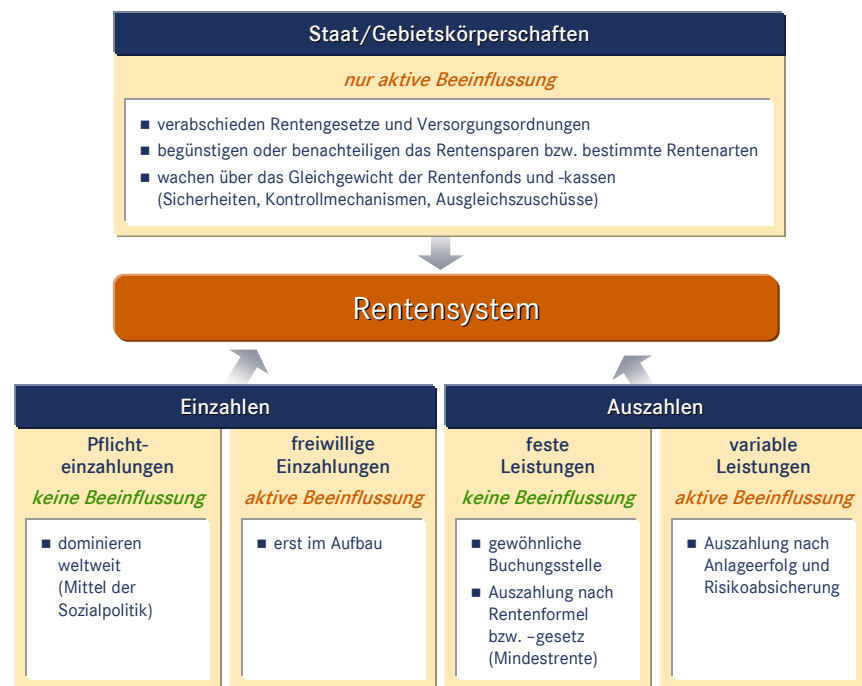 Staat/Gebietskörperschaften
nur aktive Beeinflussung
■ verabschieden Rentengesetze und Versorgungsordnungen
■ begünstigen oder benachteiligen das Rentensparen bzw. bestimmte Rentenarten
■ wachen über das Gleichgewicht der Rentenfonds und -kassen
(Sicherheiten, Kontrollmechanismen, Ausgleichszuschüsse)
Rentensystem
Einzahlen
Pflicht-
einzahlungen
keine Beeinflussung
■ dominieren
weltweit
(Mittel der
Sozialpolitik)
freiwillige
Einzahlungen
aktive Beeinflussung
■ erst im Aufbau
Auszahlen
feste
Leistungen
keine Beeinflussung
■ gewöhnliche
Buchungsstelle
■ Auszahlung nach
Rentenformel
bzw. –gesetz
(Mindestrente)
variable
Leistungen
aktive Beeinflussung
■ Auszahlung nach
Anlageerfolg und
Risikoabsicherung